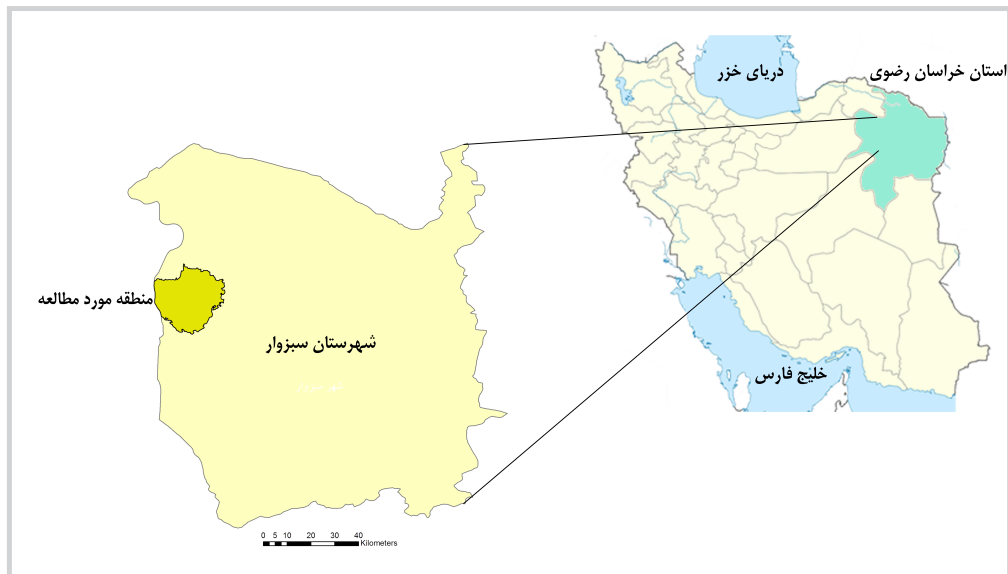 استان خراسان رضوی
دریای خزر
منطقه مورد مطالعه
شهرستان سبزوار
خلیج فارس
0 5 10 20 30 40
Kilometers